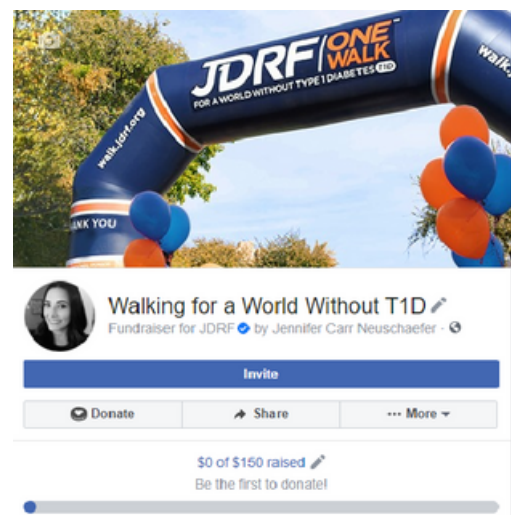 JDRF ONE WALK™
FOR A WORLD WITHOUT TYPE 1 DIABETES T1D
walk.jdrf.org
walk.j
ANK YOU
Walking for a World Without T1D
Fundraiser for JDRF by Jennifer Carr Neuschaefer ·
Invite
Donate
Share
··· More
$0 of $150 raised
Be the first to donate!